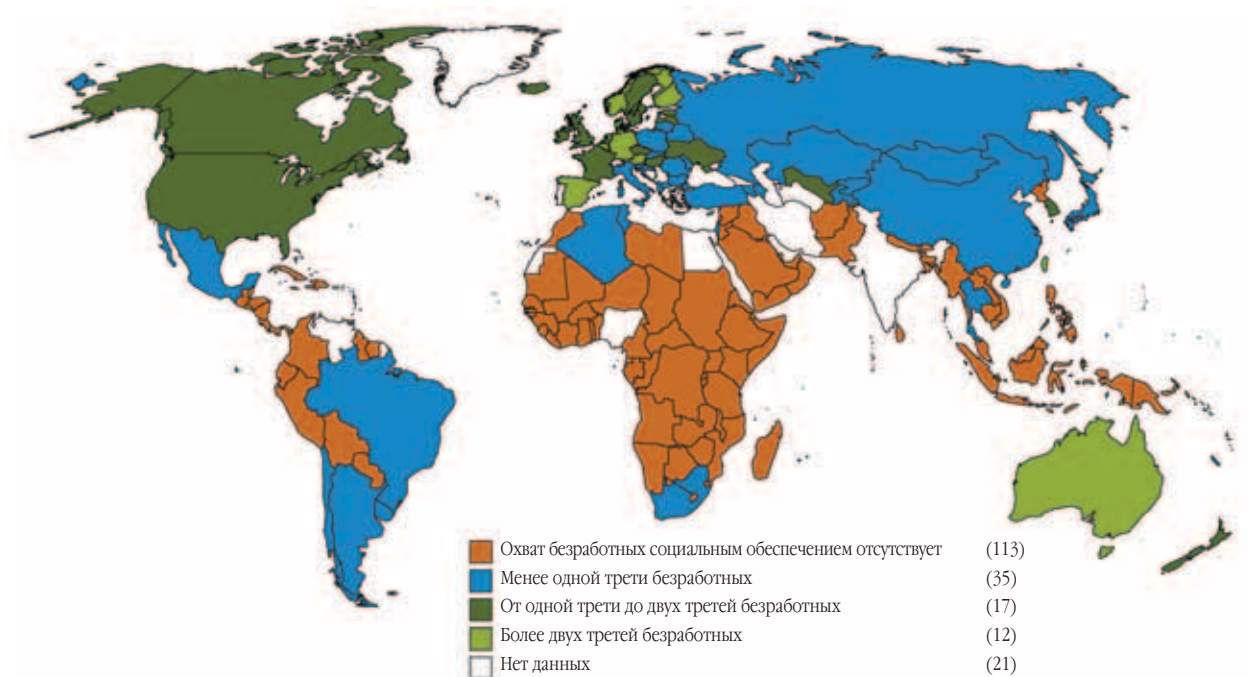 Охват безработных социальным обеспечением отсутствует (113)
Менее одной трети безработных (35)
От одной трети до двух третей безработных (17)
Более двух третей безработных (12)
Нет данных (21)